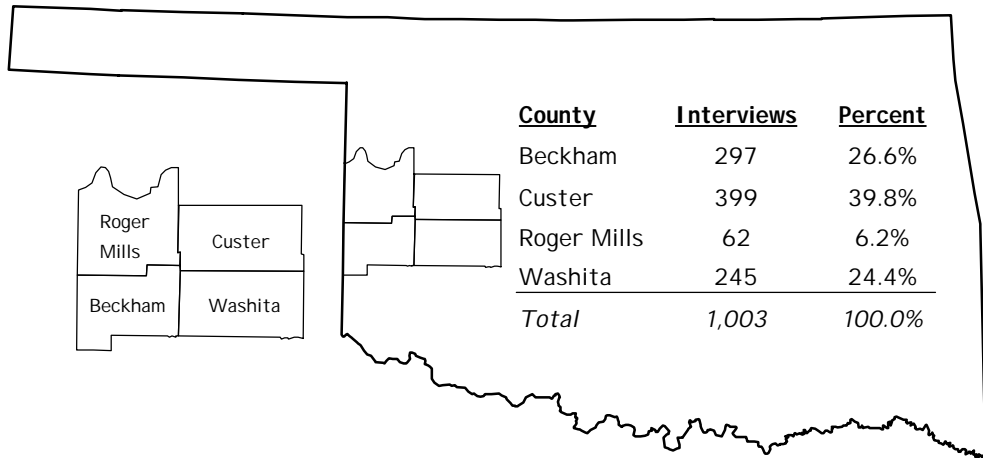 County Interviews Percent
Beckham 297 26.6%
Custer 399 39.8%
Roger Mills 62 6.2%
Washita 245 24.4%
Total 1,003 100.0%
Roger
Mills
Custer
Beckham
Washita